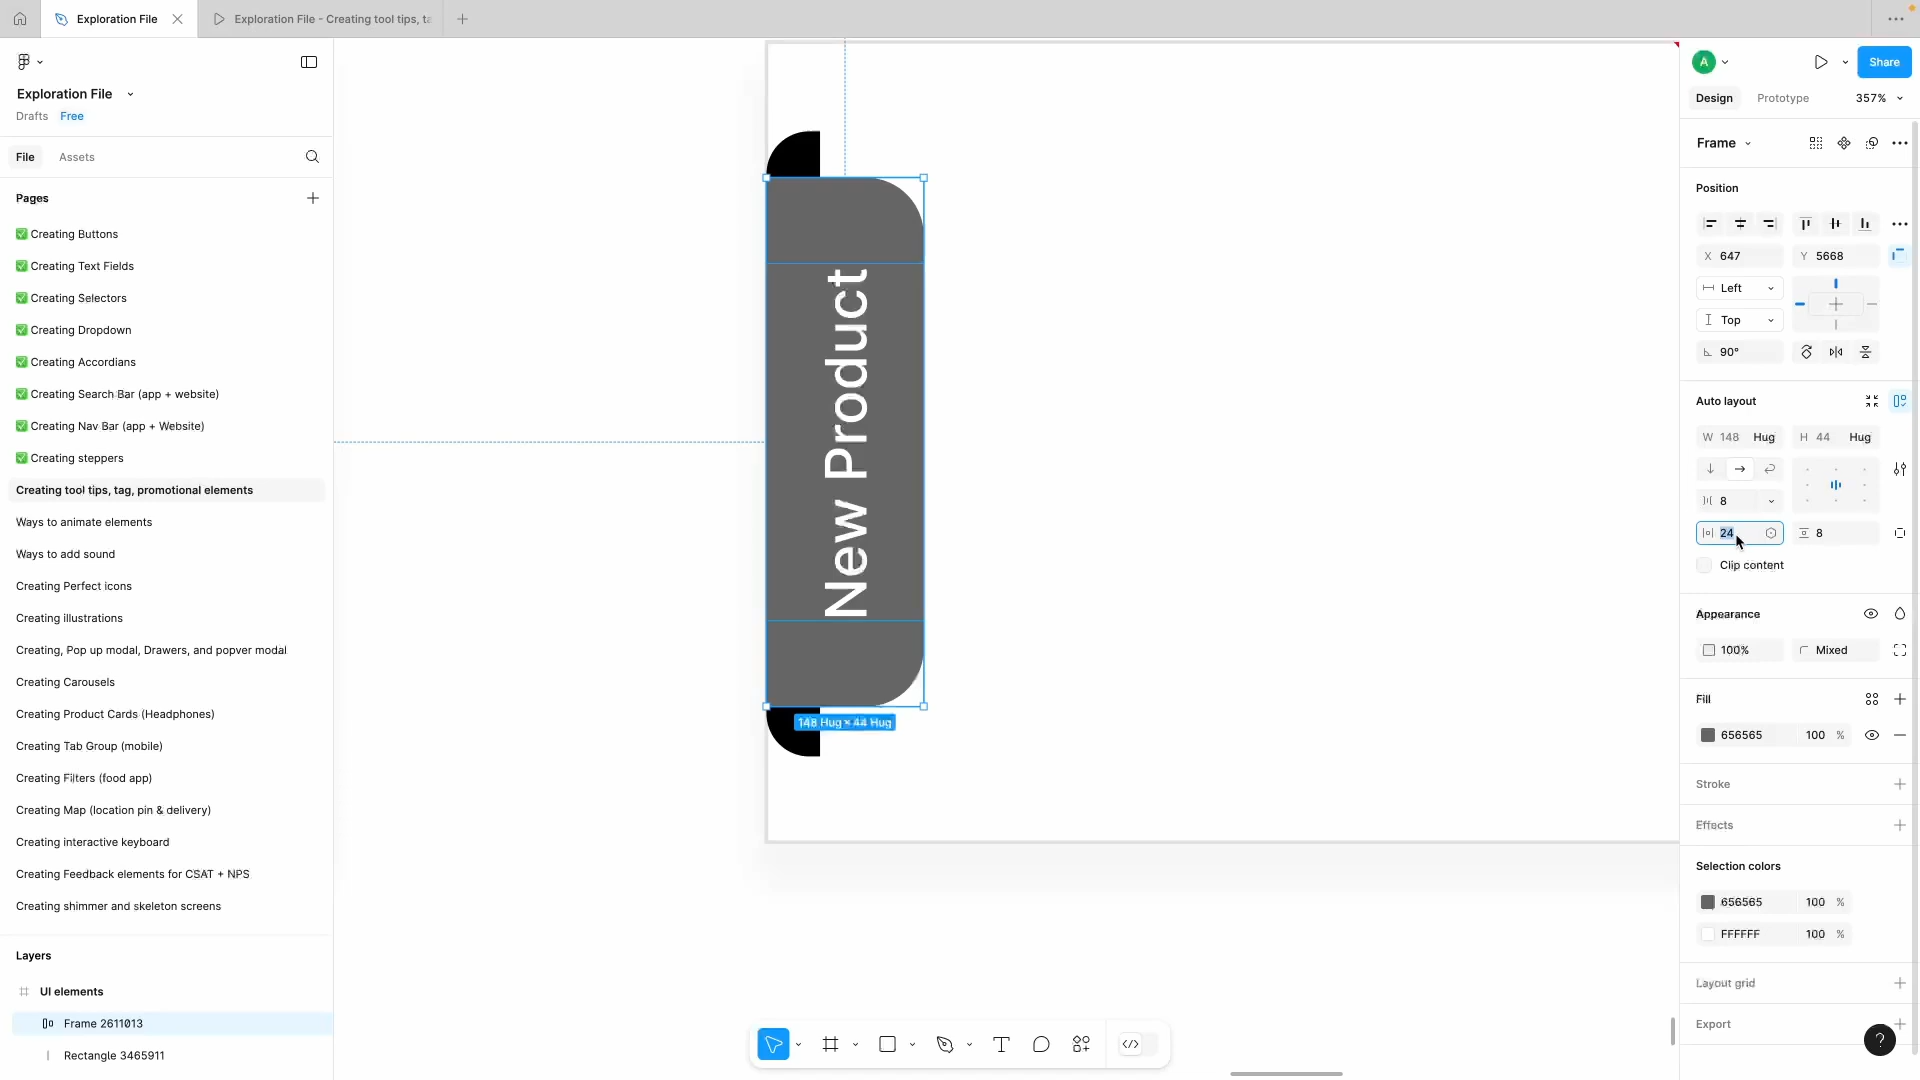 Exploration File
Exploration File - Creating tool tips, ta
Exploration File
Drafts Free
File Assets
Pages
Creating Buttons
Creating Text Fields
Creating Selectors
Creating Dropdown
Creating Accordians
Creating Search Bar (app + website)
Creating Nav Bar (app + Website)
Creating steppers
Creating tool tips, tag, promotional elements
Ways to animate elements
Ways to add sound
Creating Perfect icons
Creating illustrations
Creating, Pop up modal, Drawers, and popver modal
Creating Carousels
Creating Product Cards (Headphones)
Creating Tab Group (mobile)
Creating Filters (food app)
Creating Map (location pin & delivery)
Creating interactive keyboard
Creating Feedback elements for CSAT + NPS
Creating shimmer and skeleton screens
Layers
UI elements
Frame 2611013
Rectangle 3465911
New Product
148 Hug × 44 Hug
A
Share
Design Prototype 357%
Frame
Position
X 647 Y 5668
Left
Top
90°
Auto layout
W 148 Hug H 44 Hug
8
24 8
Clip content
Appearance
100% Mixed
Fill
656565 100 %
Stroke
Effects
Selection colors
656565 100 %
FFFFFF 100 %
Layout grid
Export
?